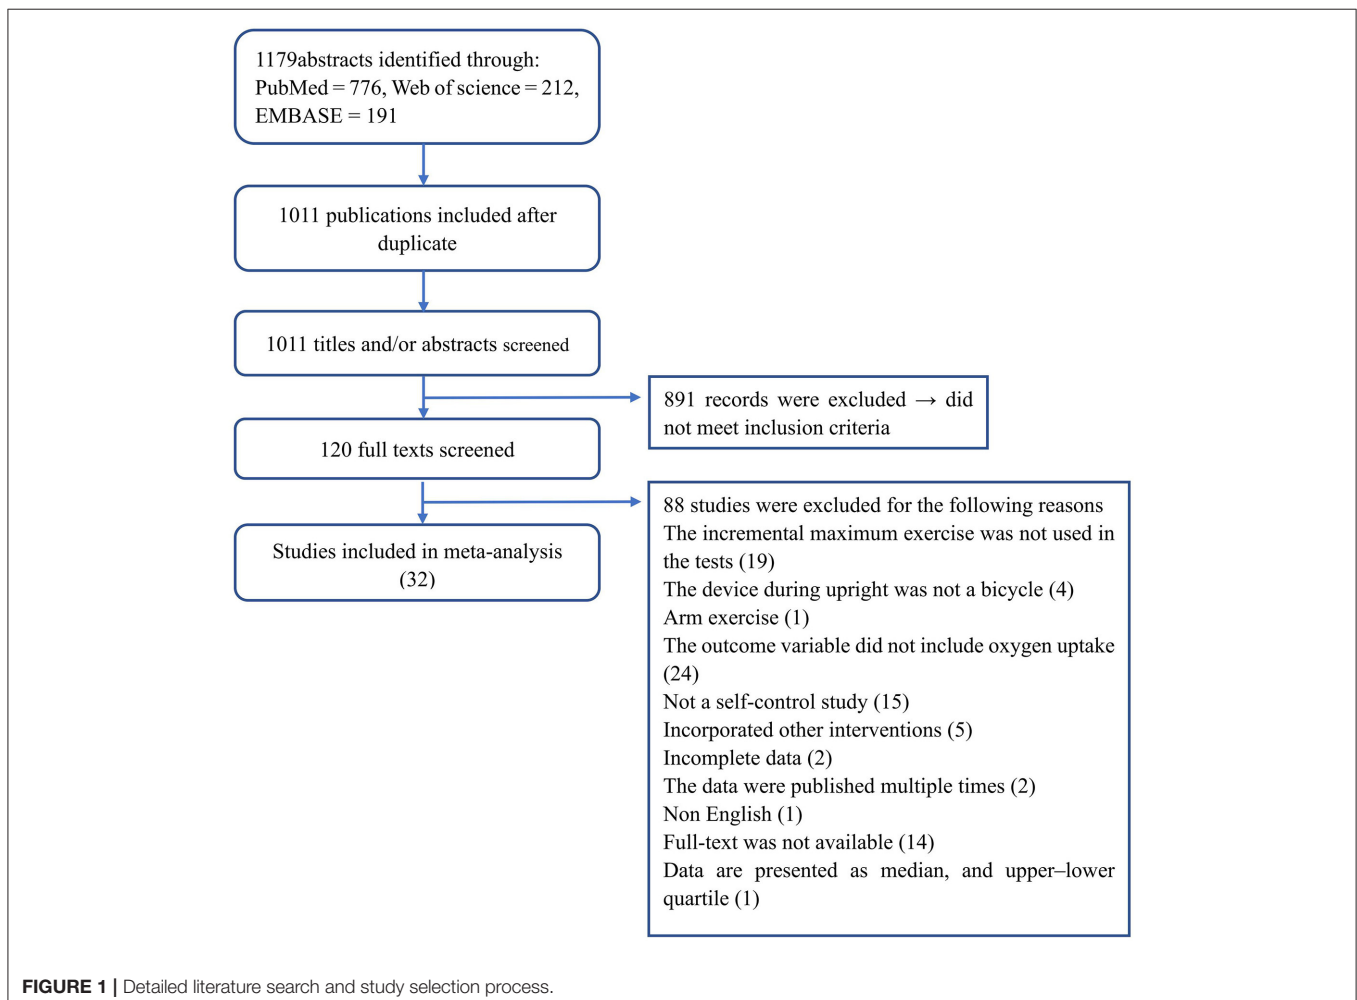 1179abstracts identified through:
PubMed = 776, Web of science = 212,
EMBASE = 191
1011 publications included after
duplicate
1011 titles and/or abstracts screened
891 records were excluded → did
not meet inclusion criteria
120 full texts screened
88 studies were excluded for the following reasons
The incremental maximum exercise was not used in
the tests (19)
The device during upright was not a bicycle (4)
Arm exercise (1)
The outcome variable did not include oxygen uptake
(24)
Not a self-control study (15)
Incorporated other interventions (5)
Incomplete data (2)
The data were published multiple times (2)
Non English (1)
Full-text was not available (14)
Data are presented as median, and upper–lower
quartile (1)
Studies included in meta-analysis
(32)
FIGURE 1 | Detailed literature search and study selection process.